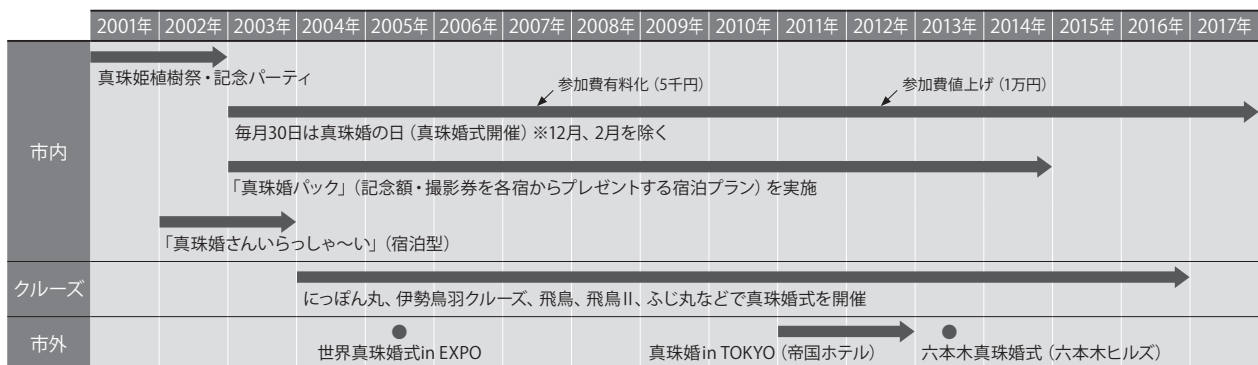 2001年 2002年 2003年 2004年 2005年 2006年 2007年 2008年 2009年 2010年 2011年 2012年 2013年 2014年 2015年 2016年 2017年
市内
真珠姫植樹祭・記念パーティ
参加費有料化（5千円）
参加費値上げ（1万円）
毎月30日は真珠婚の日（真珠婚式開催）※12月、2月を除く
「真珠婚パック」（記念額・撮影券を各宿からプレゼントする宿泊プラン）を実施
「真珠婚さんいらっしゃ〜い」（宿泊型）
クルーズ
にっぽん丸、伊勢鳥羽クルーズ、飛鳥、飛鳥Ⅱ、ふじ丸などで真珠婚式を開催
市外
世界真珠婚式in EXPO
真珠婚in TOKYO（帝国ホテル）
六本木真珠婚式（六本木ヒルズ）